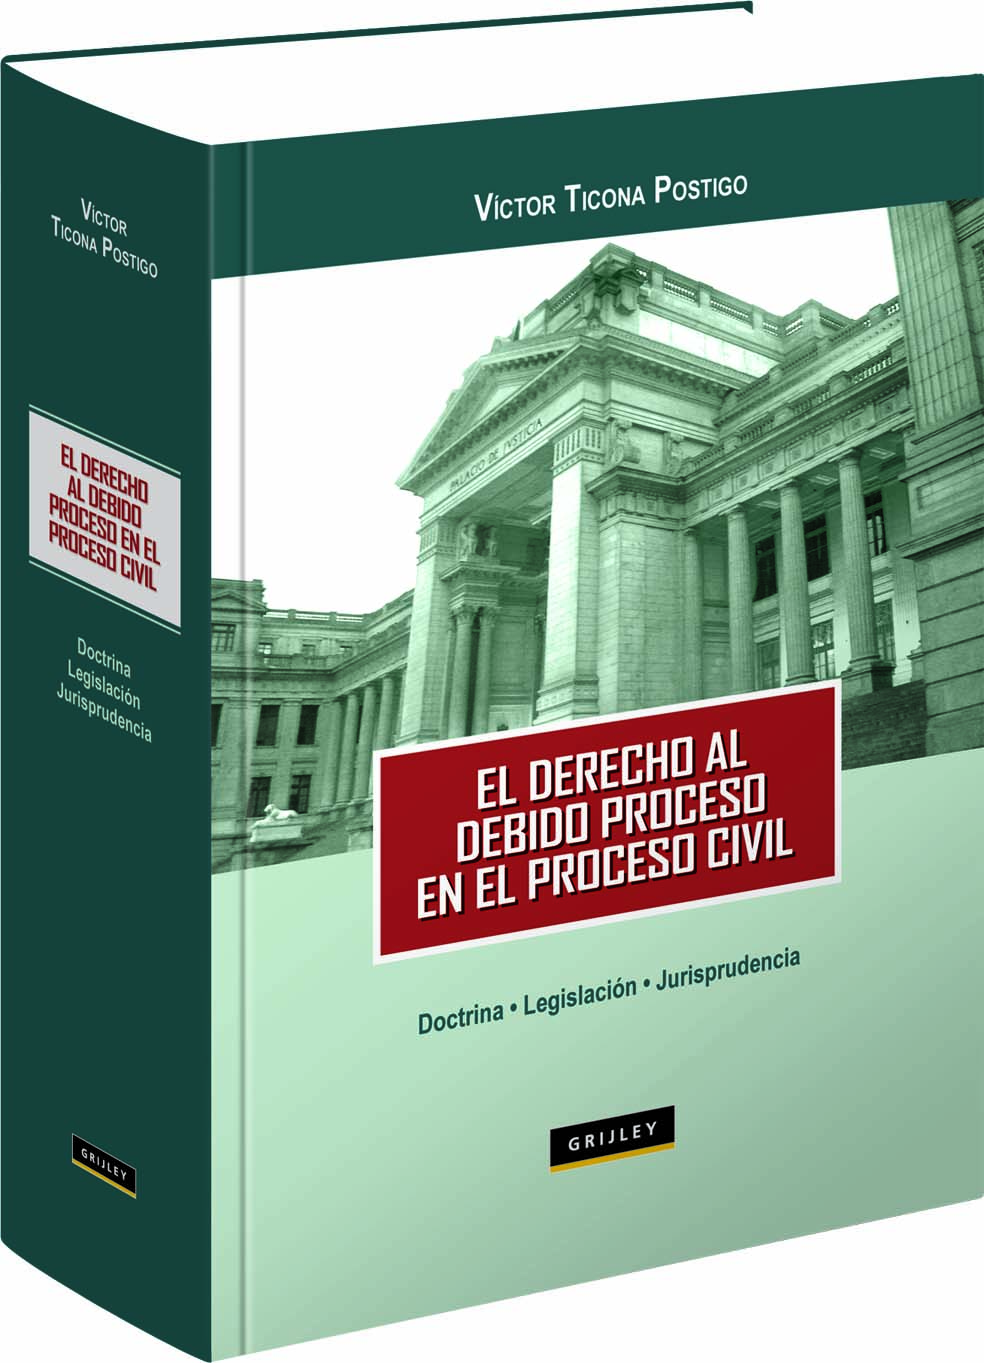 VÍCTOR
TICONA POSTIGO
EL DERECHO
AL DEBIDO
PROCESO EN EL
PROCESO CIVIL
Doctrina
Legislación
Jurisprudencia
GRIJLEY
VÍCTOR TICONA POSTIGO
PALACIO DE IVSTICIA
EL DERECHO AL
DEBIDO PROCESO
EN EL PROCESO CIVIL
Doctrina • Legislación • Jurisprudencia
GRIJLEY